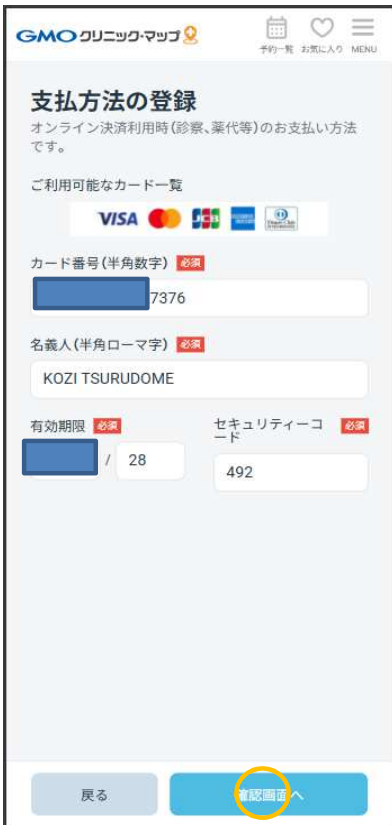 GMO クリニック・マップ
予約一覧 お気に入り MENU
支払方法の登録
オンライン決済利用時(診察、薬代等)のお支払い方法
です。
ご利用可能なカード一覧
VISA JCB
カード番号(半角数字) 必須
7376
名義人(半角ローマ字) 必須
KOZI TSURUDOME
有効期限 必須
/ 28
セキュリティーコ 必須
ード
492
戻る
確認画面へ